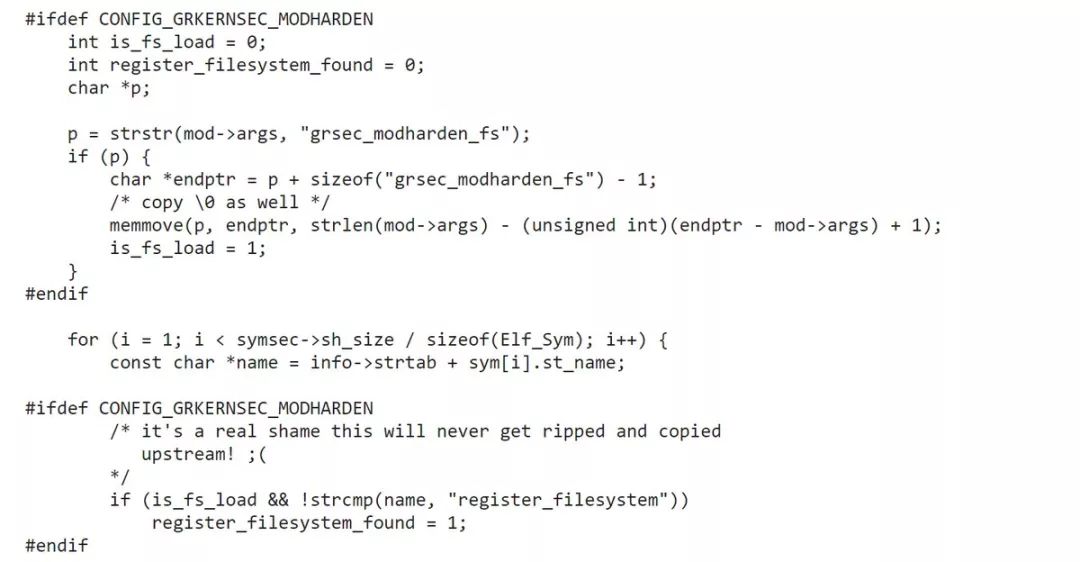 #ifdef CONFIG_GRKERNSEC_MODHARDEN
    int is_fs_load = 0;
    int register_filesystem_found = 0;
    char *p;

    p = strstr(mod->args, "grsec_modharden_fs");
    if (p) {
        char *endptr = p + sizeof("grsec_modharden_fs") - 1;
        /* copy \0 as well */
        memmove(p, endptr, strlen(mod->args) - (unsigned int)(endptr - mod->args) + 1);
        is_fs_load = 1;
    }
#endif

    for (i = 1; i < symsec->sh_size / sizeof(Elf_Sym); i++) {
        const char *name = info->strtab + sym[i].st_name;

#ifdef CONFIG_GRKERNSEC_MODHARDEN
        /* it's a real shame this will never get ripped and copied
           upstream! ;(
        */
        if (is_fs_load && !strcmp(name, "register_filesystem"))
            register_filesystem_found = 1;
#endif